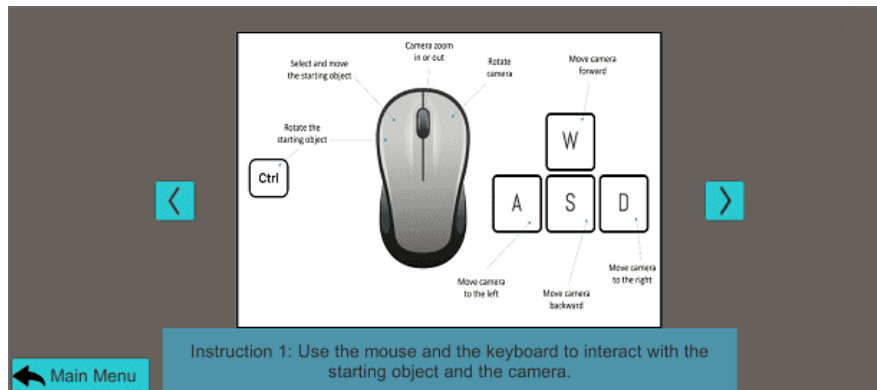 Camera zoom
in or out
Select and move
the starting object
Rotate
camera
Move camera
forward
Rotate the
starting object
Ctrl
W
A
S
D
Move camera
to the left
Move camera
backward
Move camera
to the right
Instruction 1: Use the mouse and the keyboard to interact with the
starting object and the camera.
Main Menu